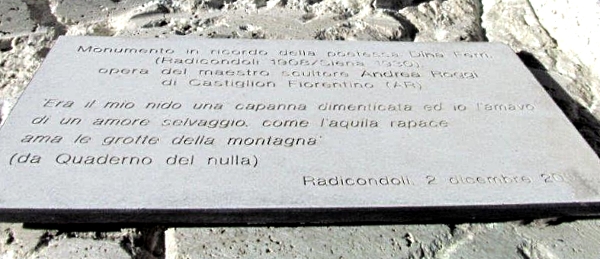 Monumento in ricordo della poetessa Dina Ferri
(Radicondoli 1908/Siena 1930)
opera del maestro scultore Andrea Roggi
di Castiglion Fiorentino (AR)
"Era il mio nido una capanna dimenticata ed io l'amavo
di un amore selvaggio, come l'aquila rapace
ama le grotte della montagna"
(da Quaderno del nulla)
Radicondoli, 2 dicembre